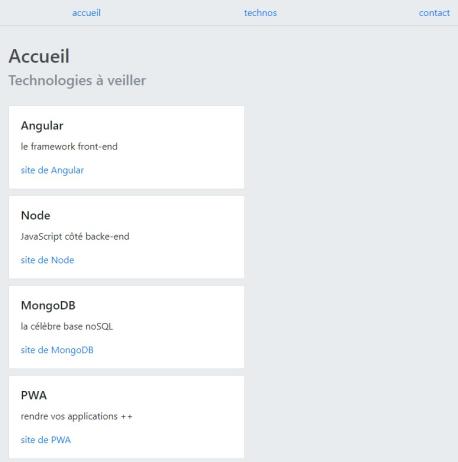 accueil technos contact
Accueil
Technologies à veiller
Angular
le framework front-end
site de Angular
Node
JavaScript côté backe-end
site de Node
MongoDB
la célèbre base noSQL
site de MongoDB
PWA
rendre vos applications ++
site de PWA